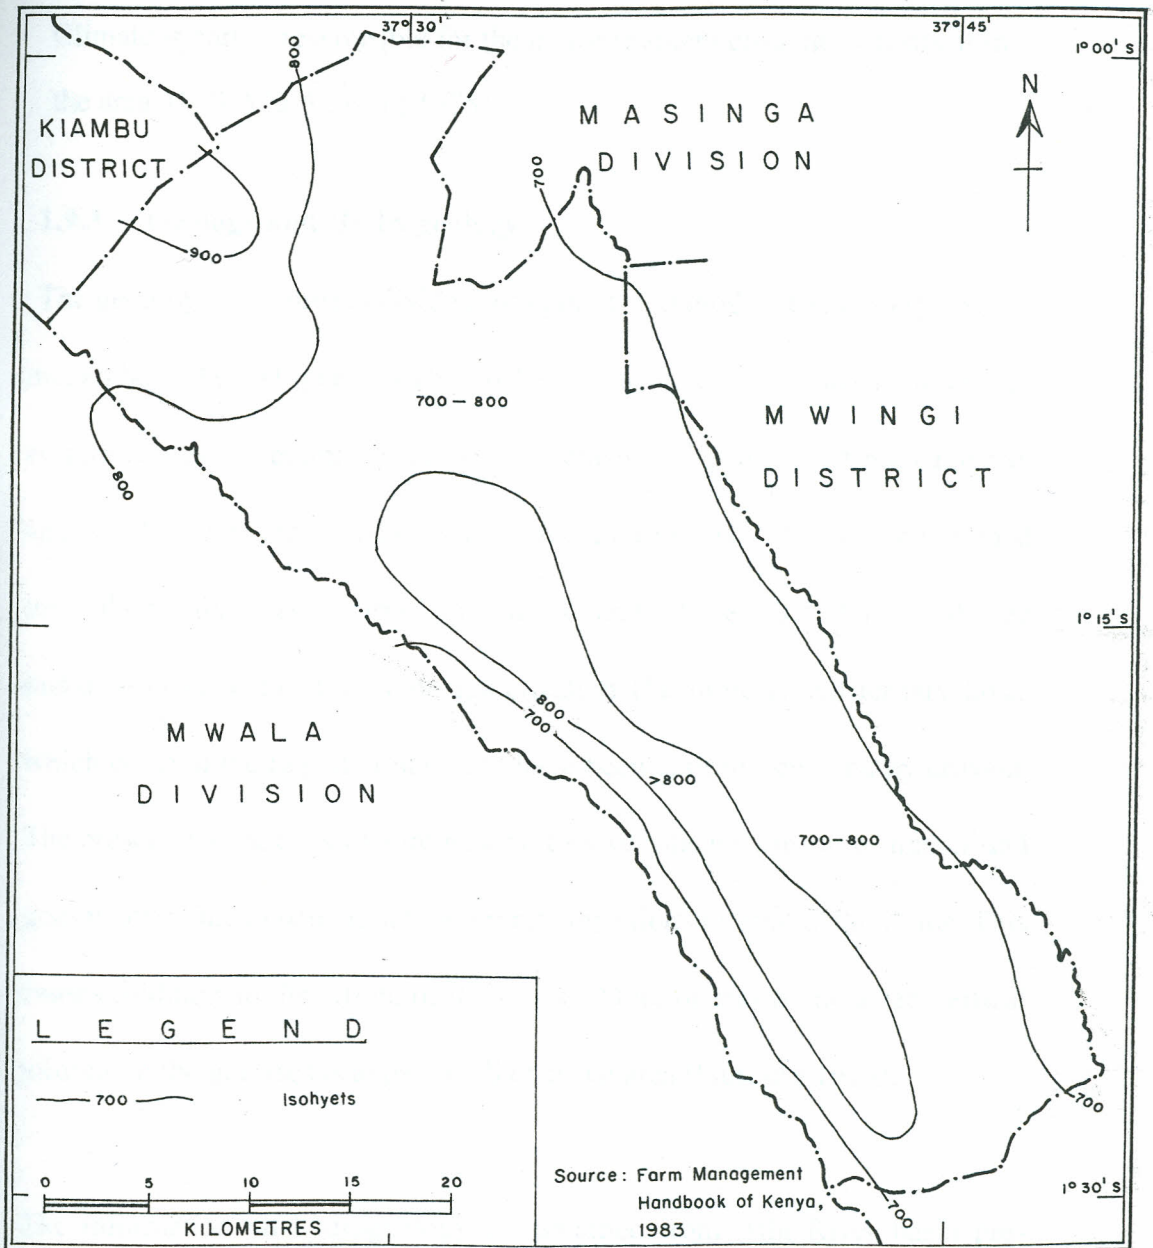 37°30'
37°45'
1°00' S
800
N
KIAMBU
DISTRICT
MASINGA
DIVISION
700
900
700-800
MWINGI
DISTRICT
800
1°15' S
MWALA
DIVISION
800
700
>800
700-800
LEGEND
700 Isohyets
700
0 5 10 15 20
KILOMETRES
Source: Farm Management
Handbook of Kenya,
1983
1°30' S
700